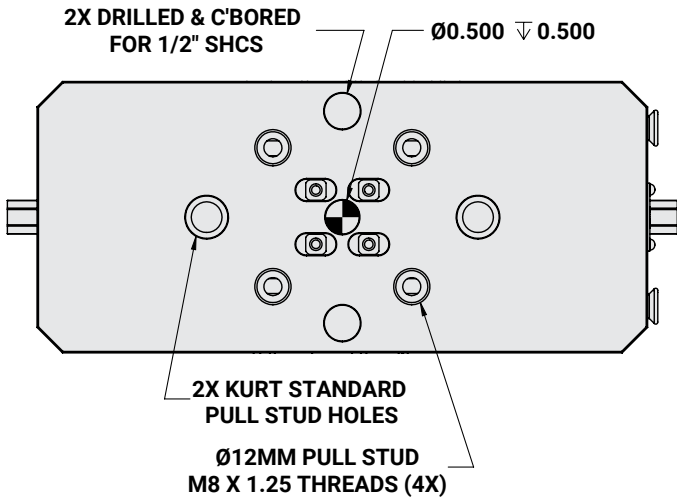 2X DRILLED & C'BORED
FOR 1/2" SHCS
Ø0.500 ↧ 0.500
2X KURT STANDARD
PULL STUD HOLES
Ø12MM PULL STUD
M8 X 1.25 THREADS (4X)